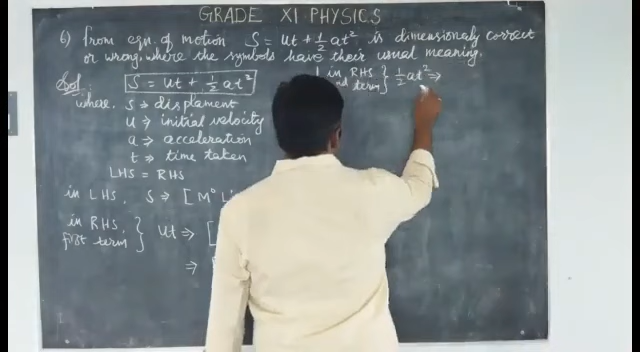 GRADE XI PHYSICS
6) From eqn. of motion S = ut + 1/2 at² is dimensionaly correct
or wrong, where the symbols have their usual meaning.
Sol.
S = ut + 1/2 at²
where, S → displament
u → initial velocity
a → acceleration
t → time taken
LHS = RHS
in LHS, S ⇒ [M⁰ L
in RHS, first term } ut ⇒ [
⇒ [
in RHS
nd term } 1/2 at² ⇒